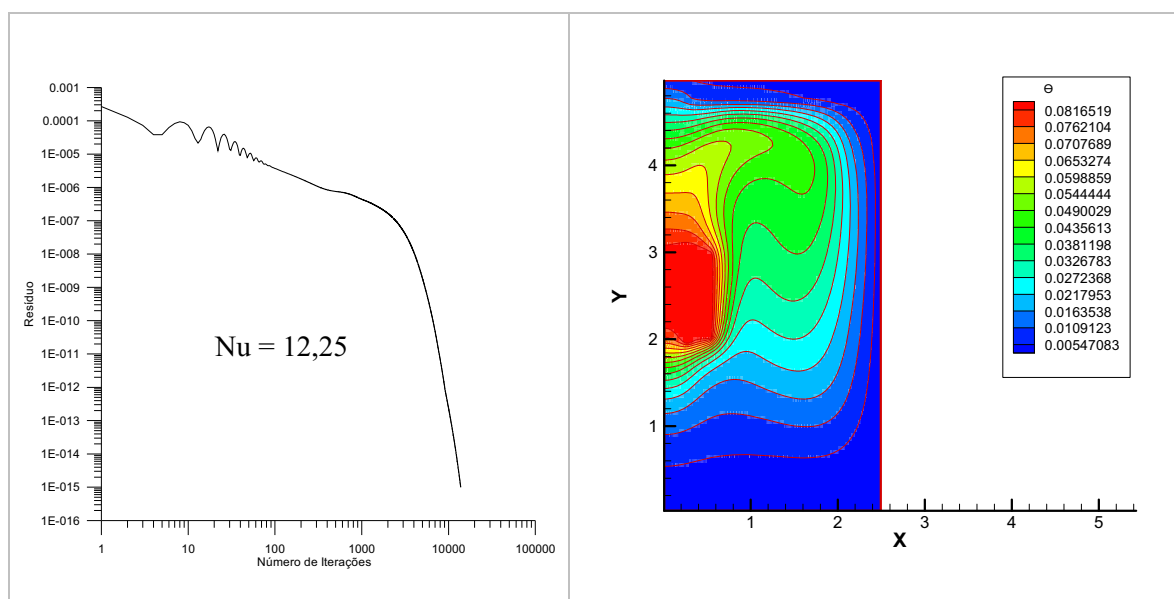 0.001
0.0001
1E-005
1E-006
1E-007
1E-008
1E-009
1E-010
1E-011
1E-012
1E-013
1E-014
1E-015
1E-016
Resíduo
Nu = 12,25
1 10 100 1000 10000 100000
Número de Iterações
4
3
2
1
Y
1 2 3 4 5
X
Θ
0.0816519
0.0762104
0.0707689
0.0653274
0.0598859
0.0544444
0.0490029
0.0435613
0.0381198
0.0326783
0.0272368
0.0217953
0.0163538
0.0109123
0.00547083